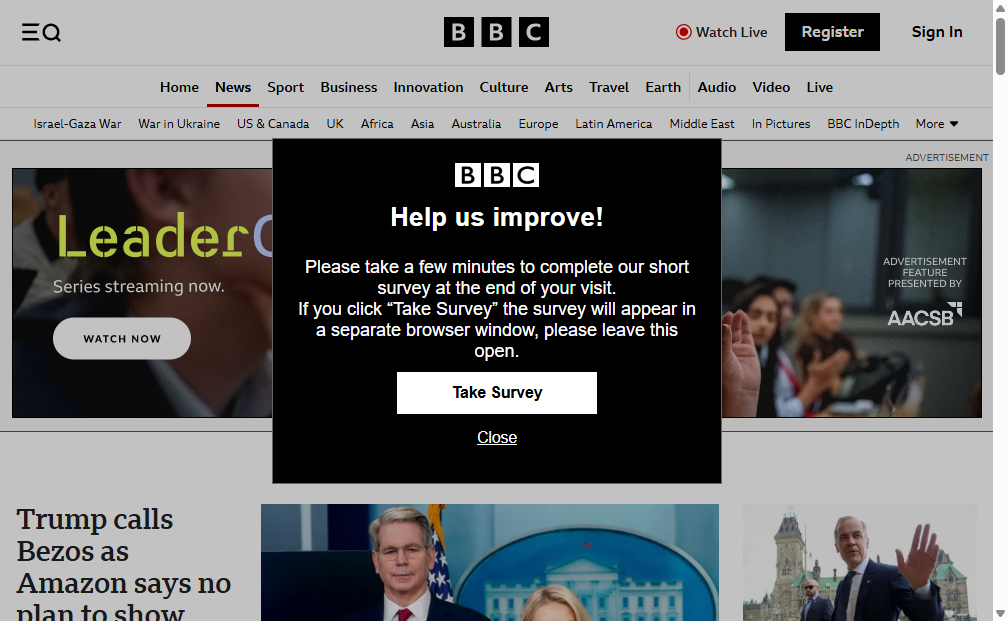 BBC
Watch Live
Register
Sign In
Home
News
Sport
Business
Innovation
Culture
Arts
Travel
Earth
Audio
Video
Live
Israel-Gaza War
War in Ukraine
US & Canada
UK
Africa
Asia
Australia
Europe
Latin America
Middle East
In Pictures
BBC InDepth
More
ADVERTISEMENT
Leader
Series streaming now.
WATCH NOW
BBC
Help us improve!
Please take a few minutes to complete our short
survey at the end of your visit.
If you click “Take Survey” the survey will appear in
a separate browser window, please leave this
open.
Take Survey
Close
ADVERTISEMENT
FEATURE
PRESENTED BY
AACSB
Trump calls
Bezos as
Amazon says no
plan to show